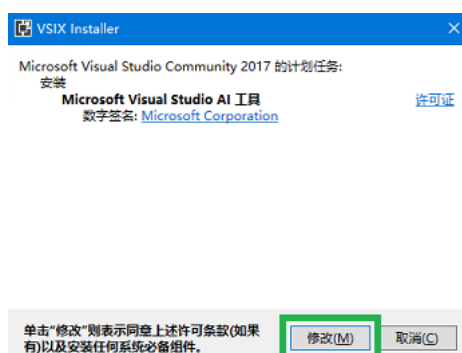 VSIX Installer
Microsoft Visual Studio Community 2017 的计划任务:
安装
Microsoft Visual Studio AI 工具 许可证
数字签名: Microsoft Corporation
单击"修改"则表示同意上述许可条款(如果
有)以及安装任何系统必备组件。
修改(M) 取消(C)